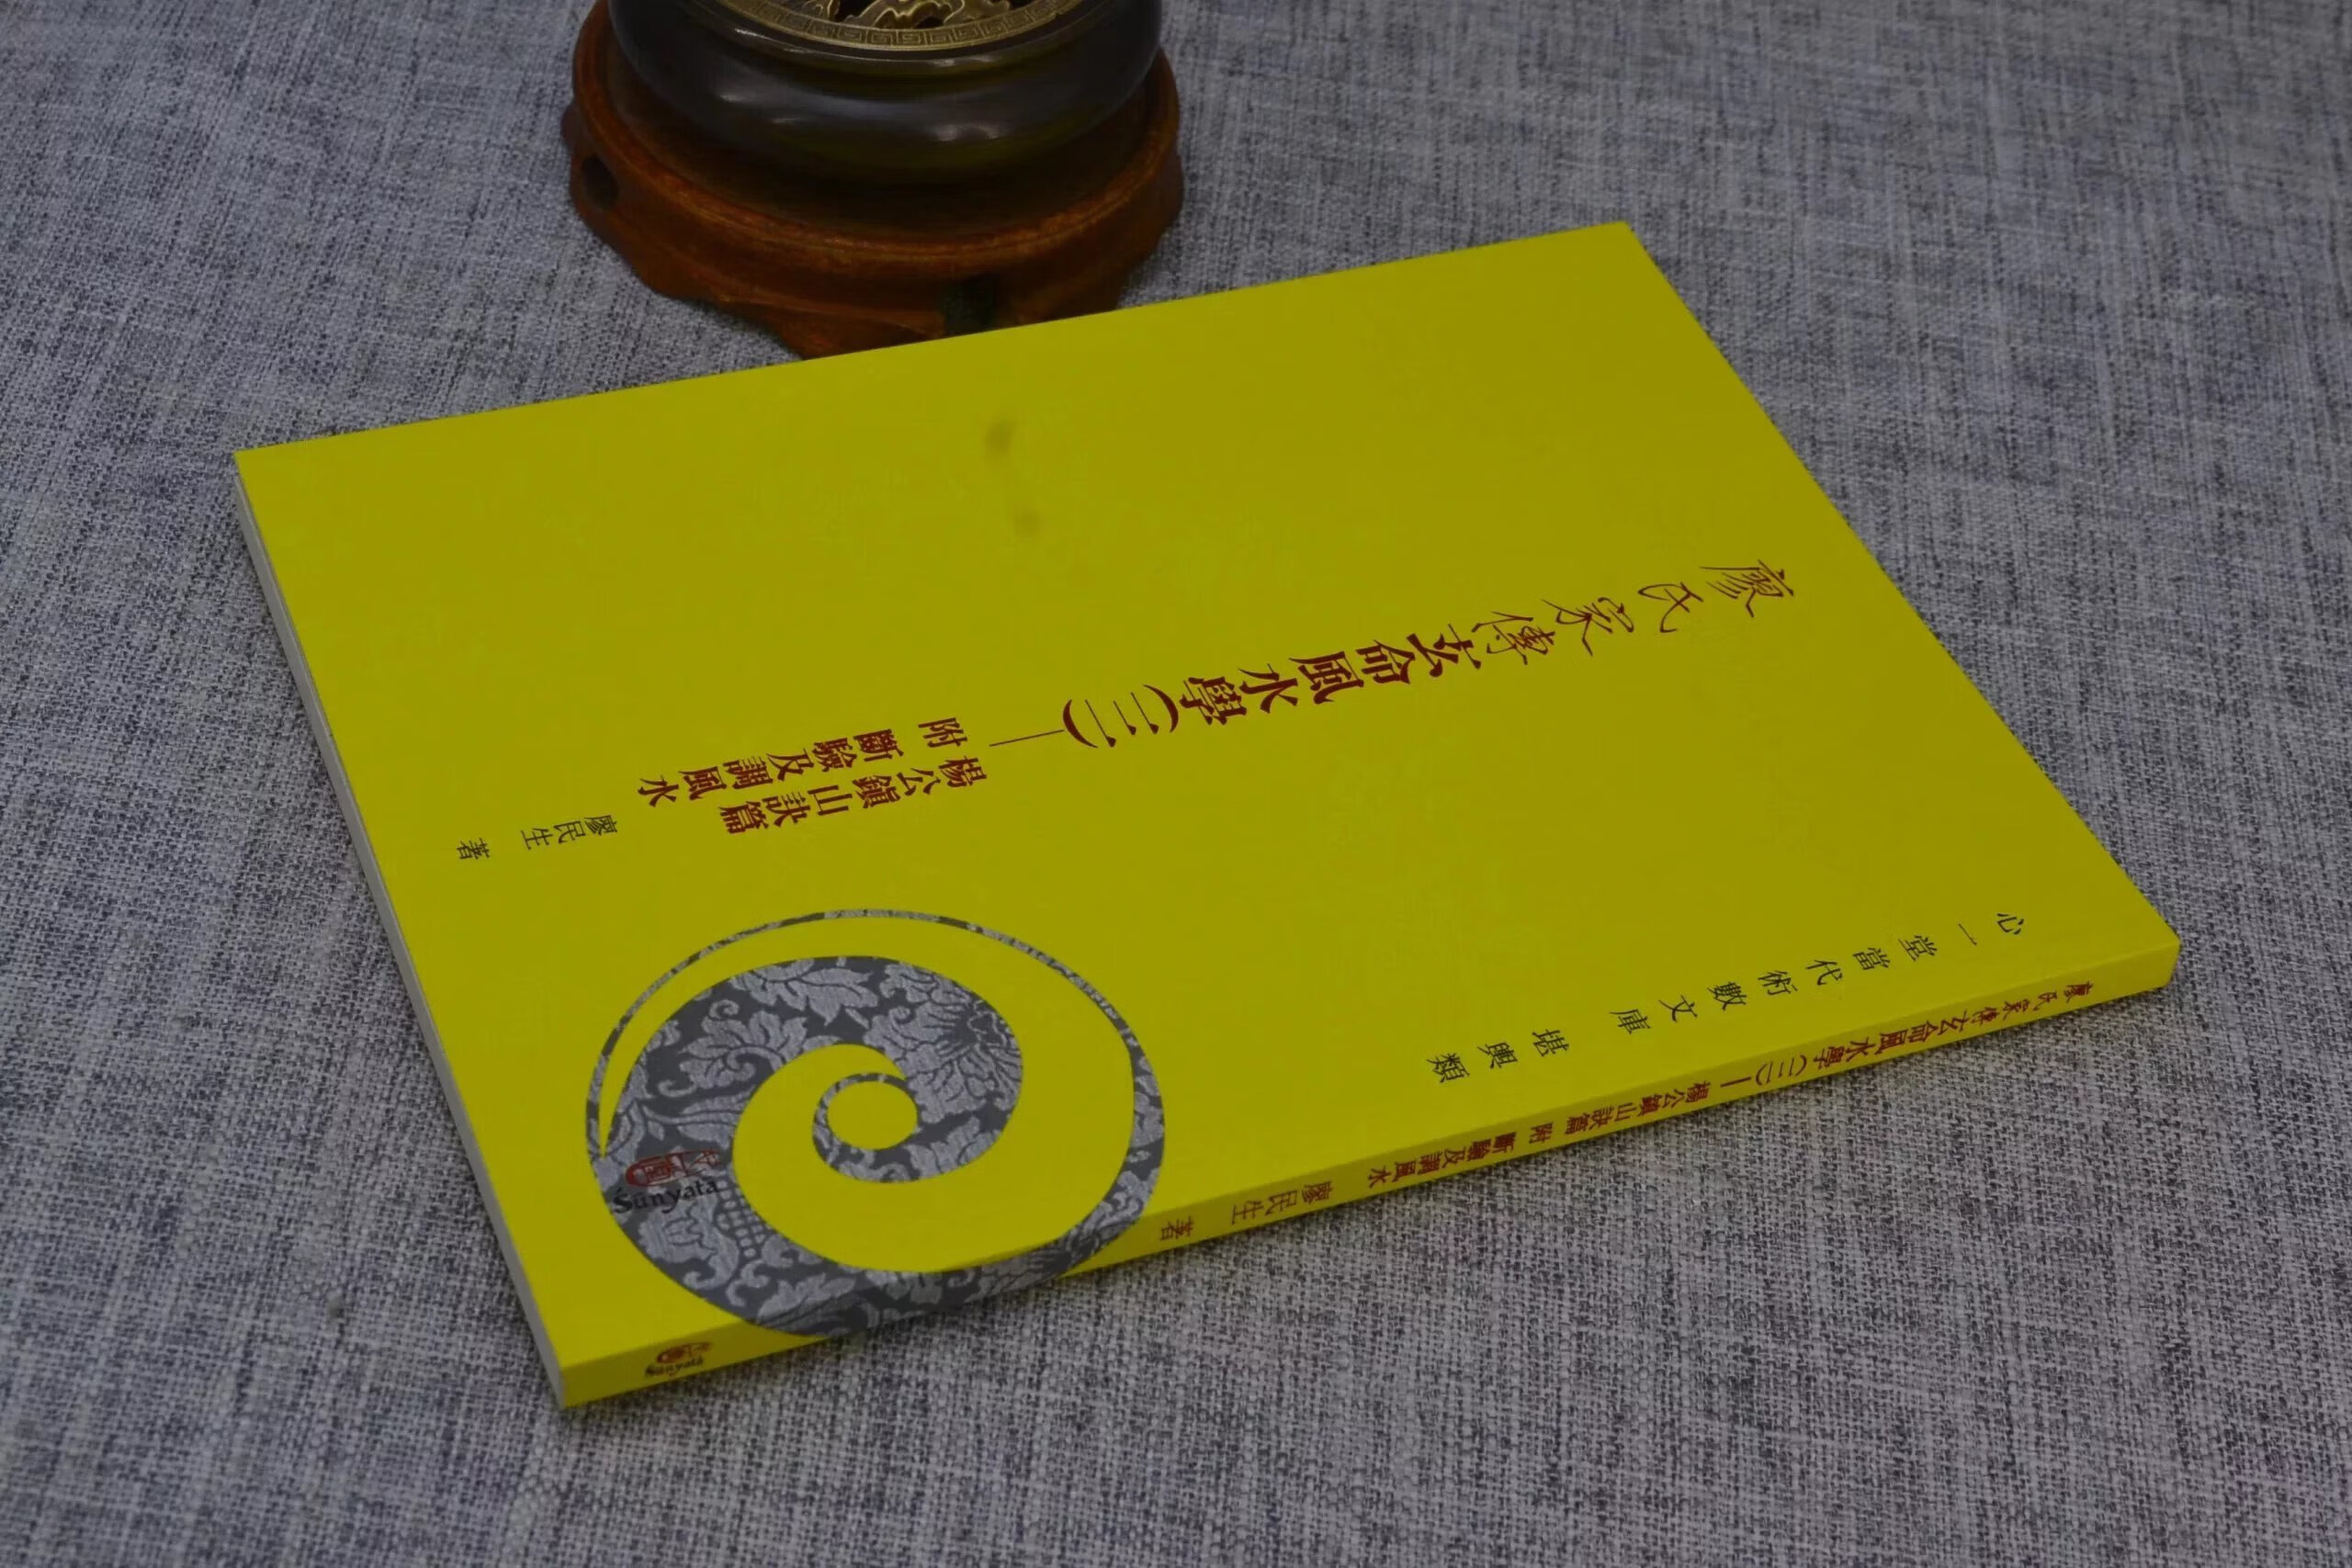 心一堂當代術數文庫 堪輿類
廖氏家傳玄命風水學(三)—
楊公鎮山訣篇
附 斷驗及調風水
廖民生 著
Sunyata
廖氏家傳玄命風水學(三)— 楊公鎮山訣篇 附 斷驗及調風水 廖民生 著
Sunyata